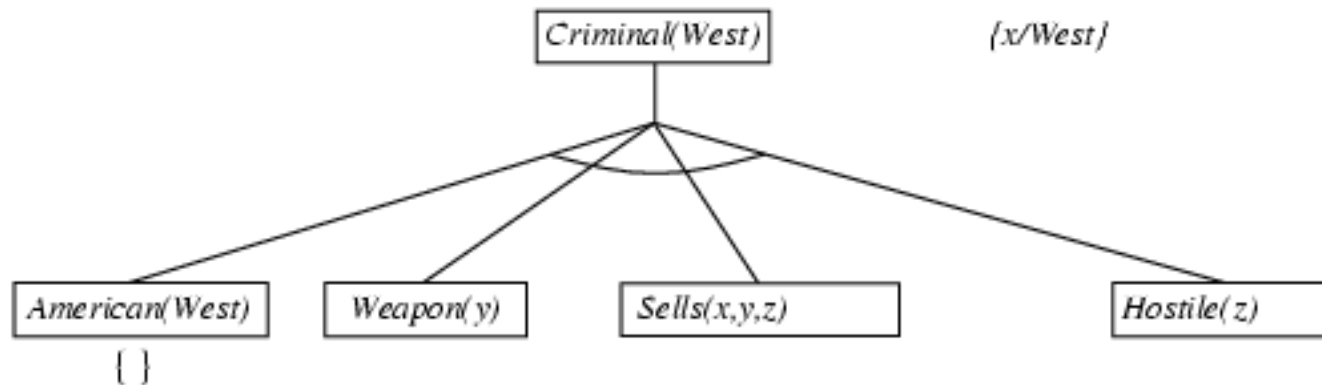 Criminal(West)
{x/West}
American(West)
Weapon(y)
Sells(x,y,z)
Hostile(z)
{ }